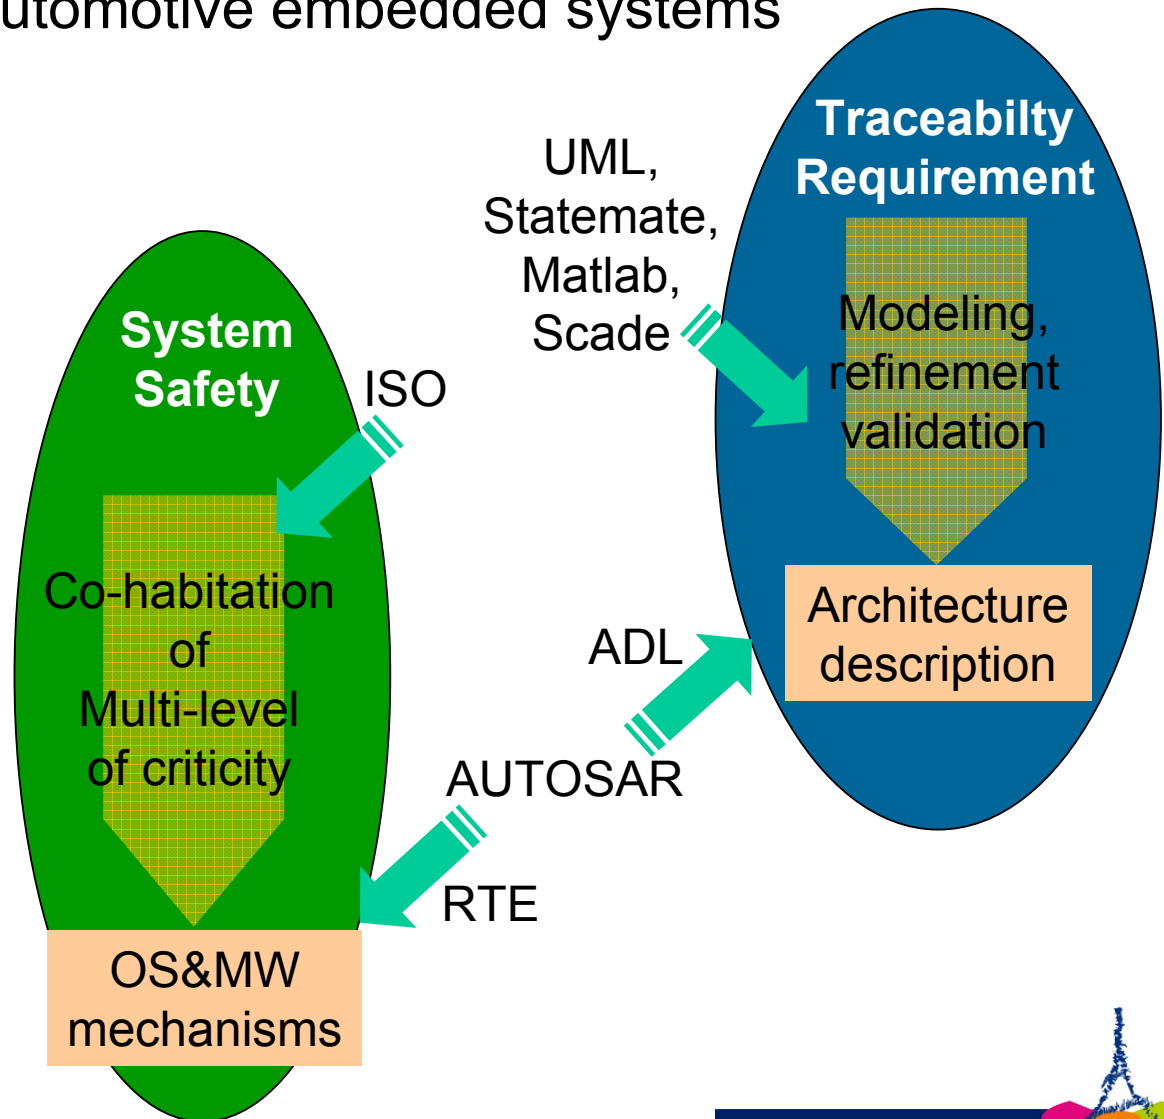 utomotive embedded systems
Traceabilty
Requirement
UML,
Statemate,
Matlab,
Scade
Modeling,
refinement
validation
System
Safety
ISO
Co-habitation
of
Multi-level
of criticity
Architecture
description
ADL
AUTOSAR
RTE
OS&MW
mechanisms